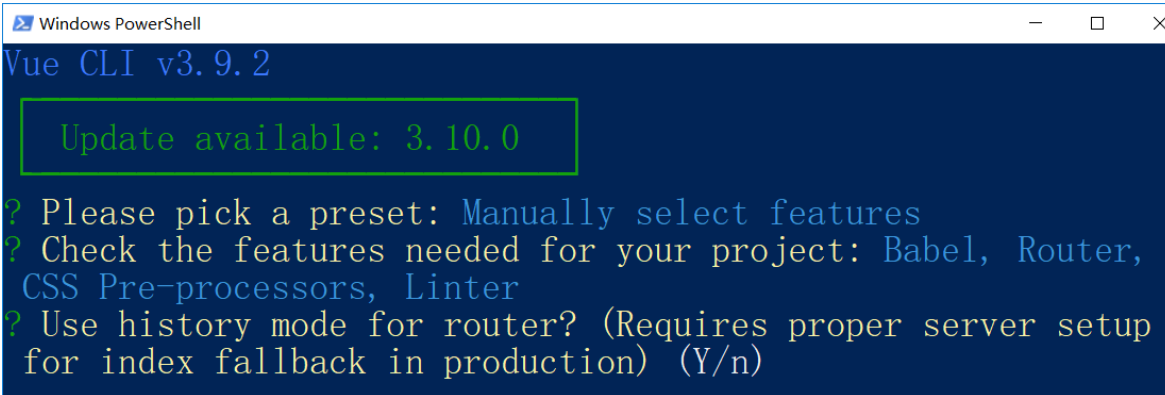 Windows PowerShell
Vue CLI v3.9.2
Update available: 3.10.0
? Please pick a preset: Manually select features
? Check the features needed for your project: Babel, Router,
CSS Pre-processors, Linter
? Use history mode for router? (Requires proper server setup
for index fallback in production) (Y/n)